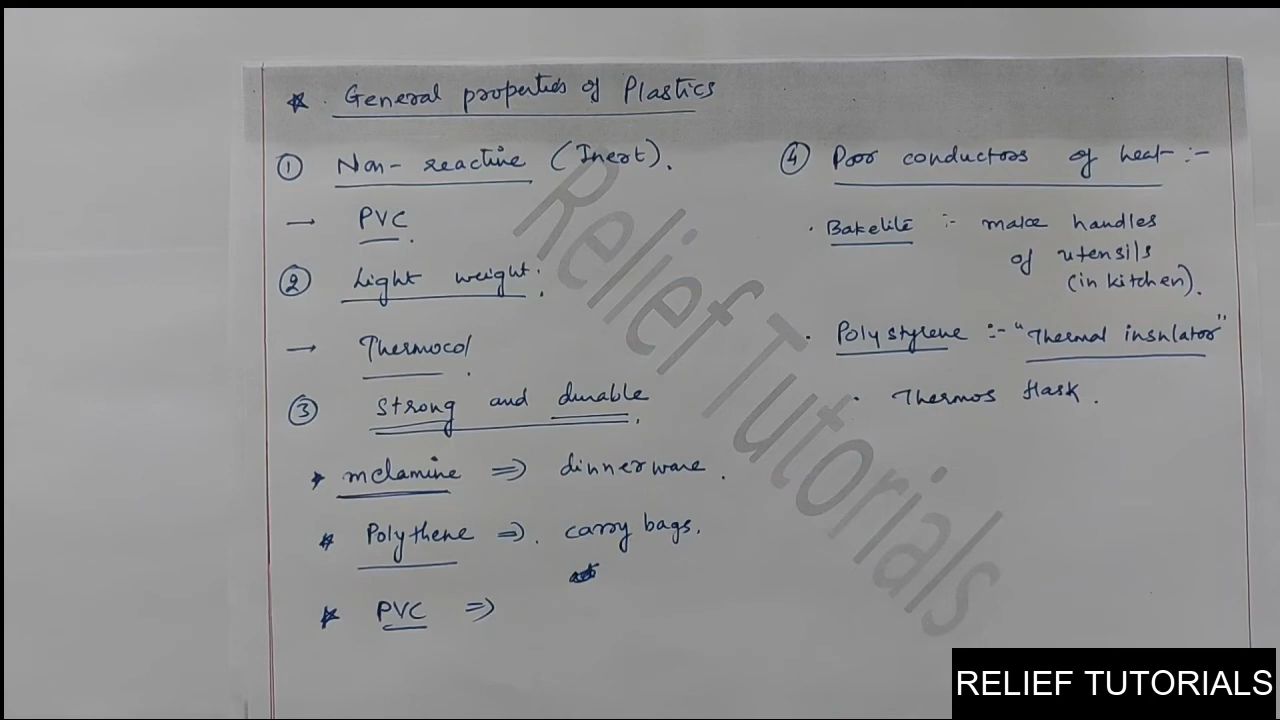 * . General properties of Plastics
① Non-reactive (Inert).
→ PVC.
② Light weight:
→ Thermocol.
③ Strong and durable.
* melamine ⇒ dinnerware.
* Polythene ⇒. carry bags.
* PVC ⇒
④ Poor conductors of heat :-
. Bakelite :- make handles
of utensils
(in kitchen).
. Polystyrene :- "Thermal insulator"
. Thermos flask.
Relief Tutorials
RELIEF TUTORIALS